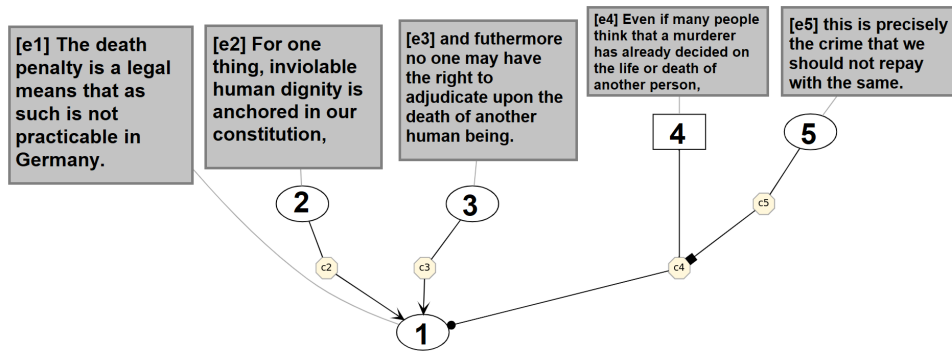 [e1] The death
penalty is a legal
means that as
such is not
practicable in
Germany.
[e2] For one
thing, inviolable
human dignity is
anchored in our
constitution,
[e3] and futhermore
no one may have
the right to
adjudicate upon the
death of another
human being.
[e4] Even if many people
think that a murderer
has already decided on
the life or death of
another person,
[e5] this is precisely
the crime that we
should not repay
with the same.
4
5
2
3
c5
c2
c3
c4
1